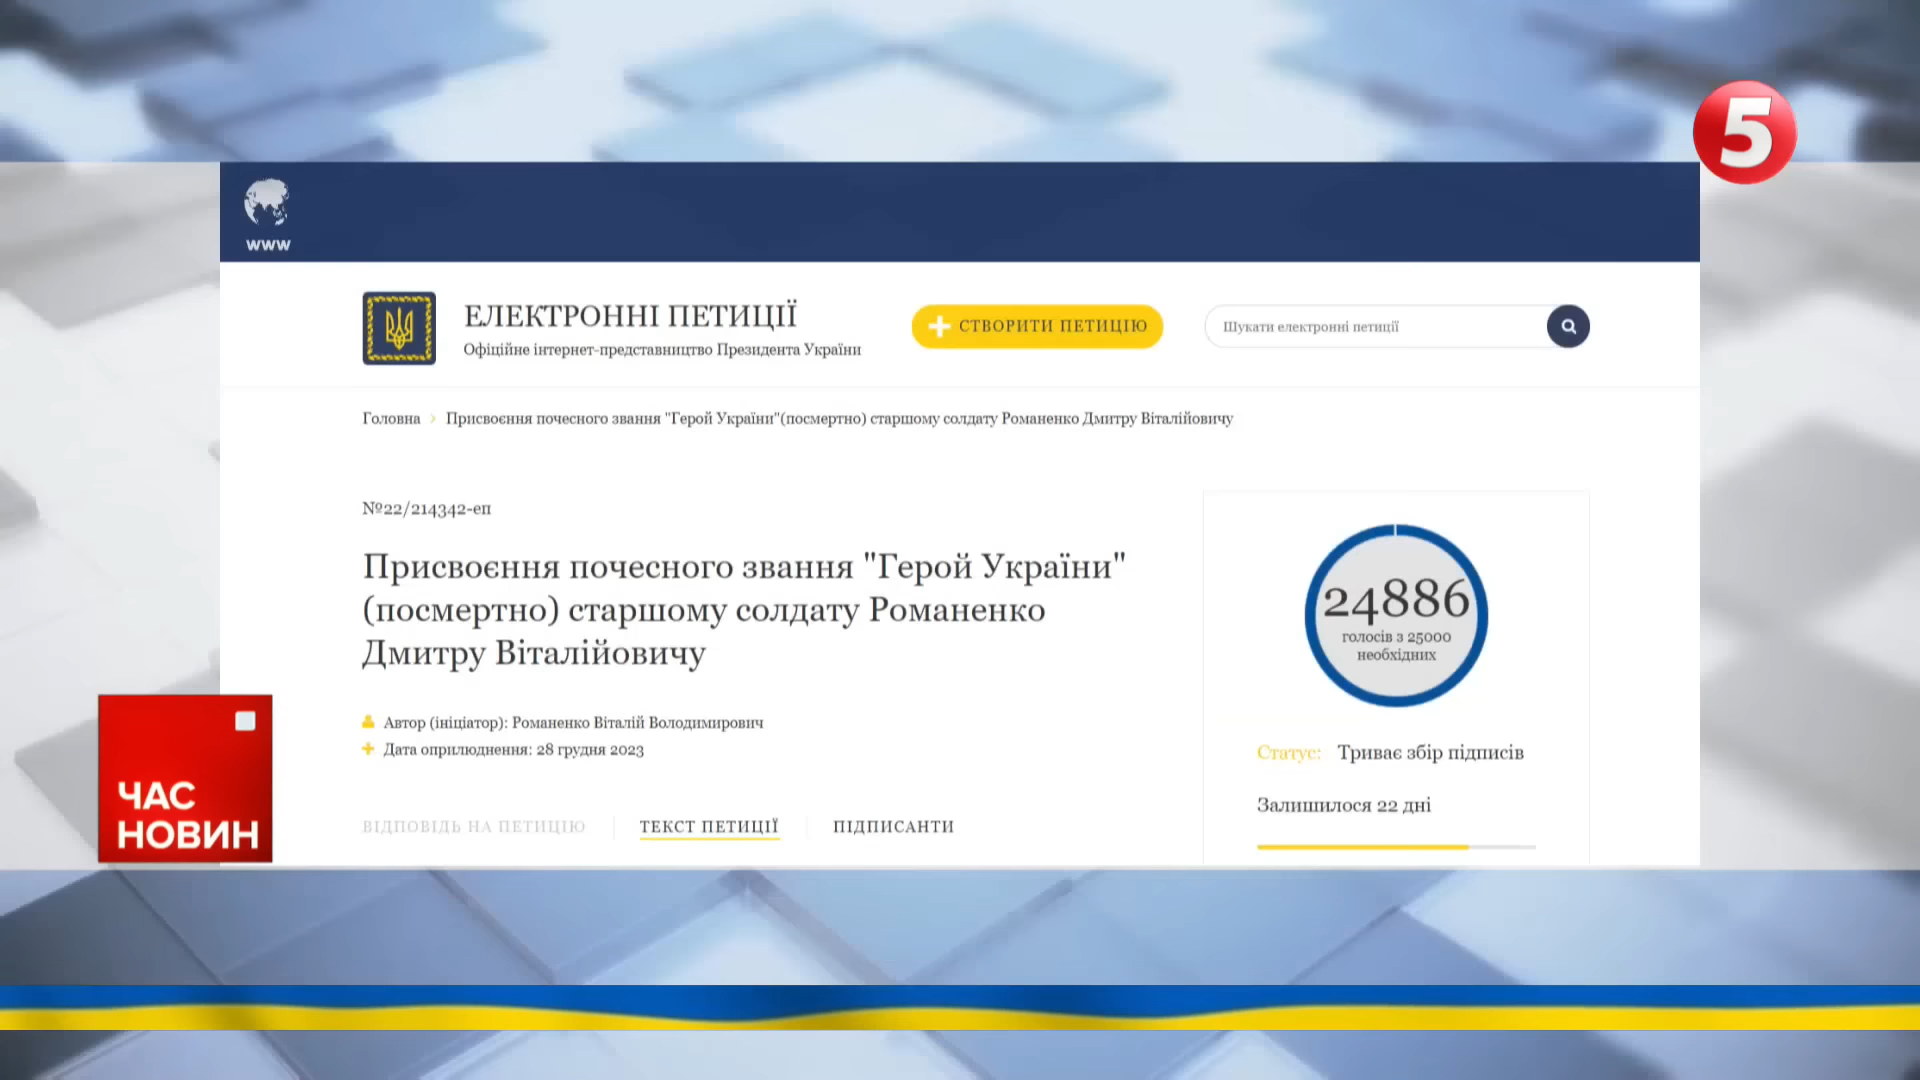 5
www
ЕЛЕКТРОННІ ПЕТИЦІЇ
Офіційне інтернет-представництво Президента України
СТВОРИТИ ПЕТИЦІЮ
Шукати електронні петиції
Головна > Присвоєння почесного звання "Герой України"(посмертно) старшому солдату Романенко Дмитру Віталійовичу
№22/214342-еп
Присвоєння почесного звання "Герой України"
(посмертно) старшому солдату Романенко
Дмитру Віталійовичу
Автор (ініціатор): Романенко Віталій Володимирович
Дата оприлюднення: 28 грудня 2023
ВІДПОВІДЬ НА ПЕТИЦІЮ
ТЕКСТ ПЕТИЦІЇ
ПІДПИСАНТИ
24886
голосів з 25000
необхідних
Статус: Триває збір підписів
Залишилося 22 дні
ЧАС
НОВИН